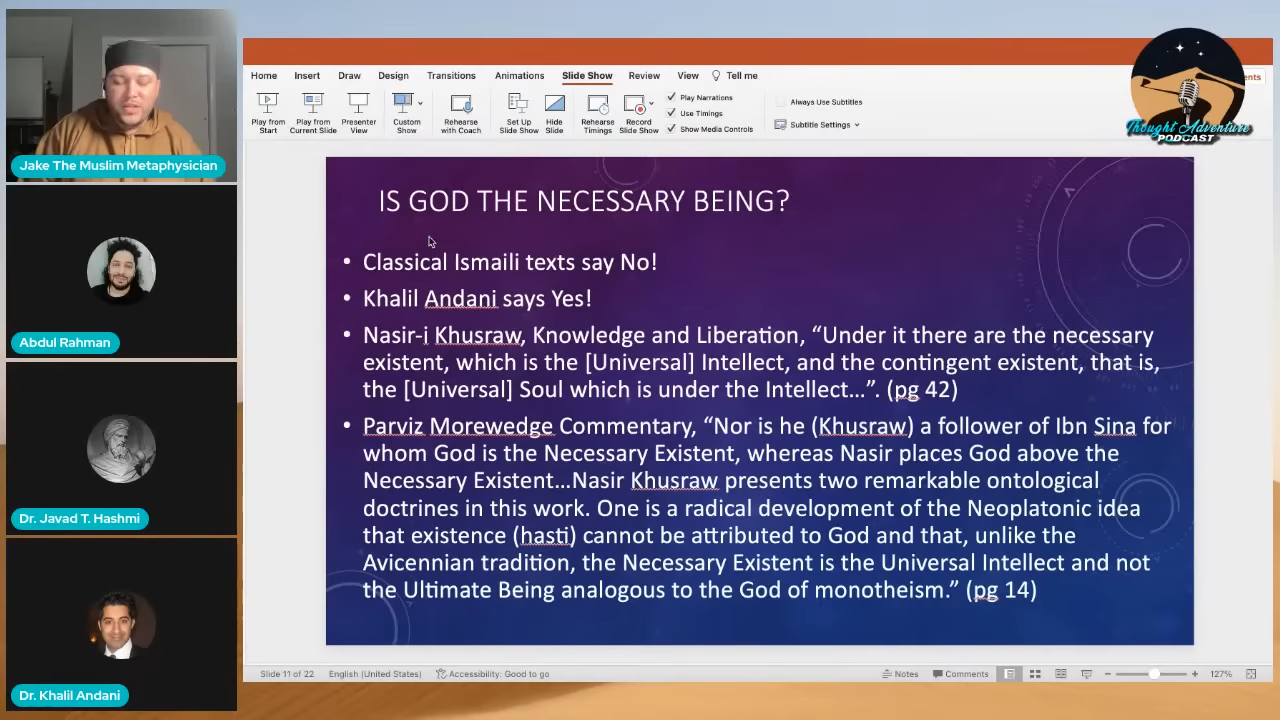 Jake The Muslim Metaphysician
Abdul Rahman
Dr. Javad T. Hashmi
Dr. Khalil Andani
Thought Adventure
PODCAST
Home Insert Draw Design Transitions Animations Slide Show Review View Tell me
Play from Start
Play from Current Slide
Presenter View
Custom Show
Rehearse with Coach
Set Up Slide Show
Hide Slide
Rehearse Timings
Record Slide Show
Play Narrations
Use Timings
Show Media Controls
Always Use Subtitles
Subtitle Settings
IS GOD THE NECESSARY BEING?
• Classical Ismaili texts say No!
• Khalil Andani says Yes!
• Nasir-i Khusraw, Knowledge and Liberation, “Under it there are the necessary
existent, which is the [Universal] Intellect, and the contingent existent, that is,
the [Universal] Soul which is under the Intellect…”. (pg 42)
• Parviz Morewedge Commentary, “Nor is he (Khusraw) a follower of Ibn Sina for
whom God is the Necessary Existent, whereas Nasir places God above the
Necessary Existent…Nasir Khusraw presents two remarkable ontological
doctrines in this work. One is a radical development of the Neoplatonic idea
that existence (hasti) cannot be attributed to God and that, unlike the
Avicennian tradition, the Necessary Existent is the Universal Intellect and not
the Ultimate Being analogous to the God of monotheism.” (pg 14)
Slide 11 of 22 English (United States) Accessibility: Good to go Notes Comments 127%